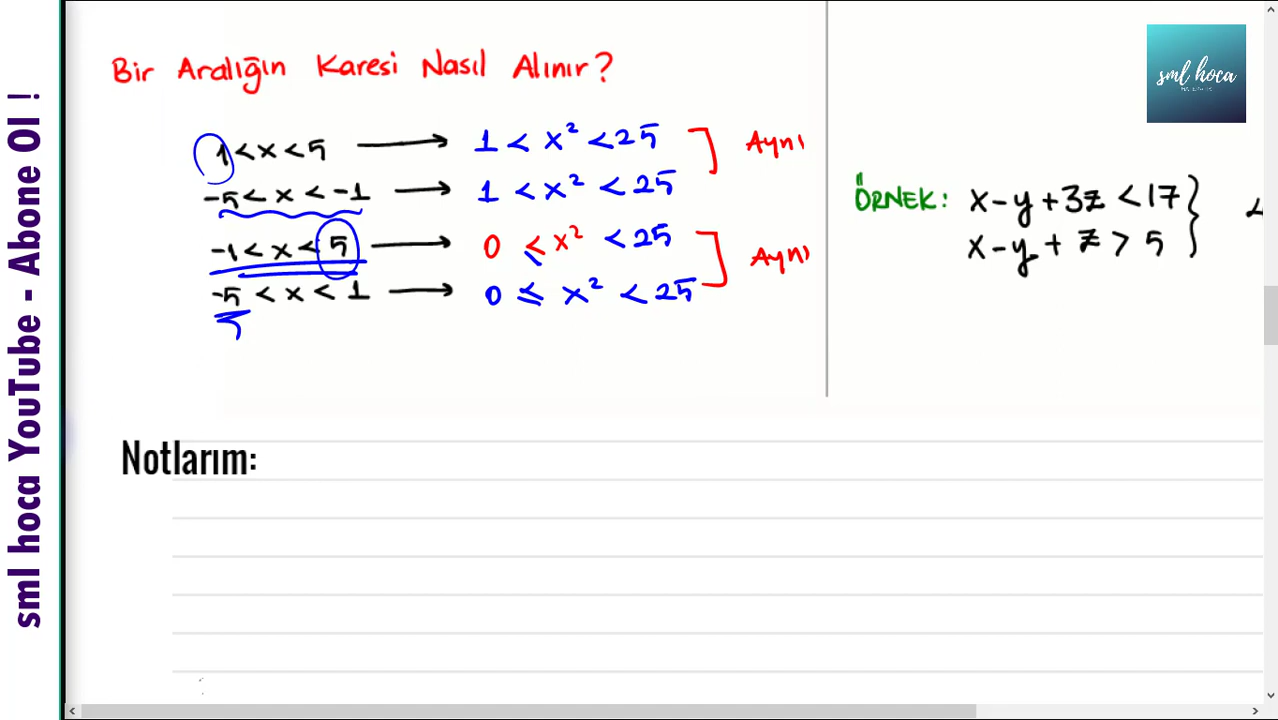 sml hoca YouTube - Abone Ol !
Bir Aralığın Karesi Nasıl Alınır?
1 < x < 5 → 1 < x² < 25
-5 < x < -1 → 1 < x² < 25
Aynı
-1 < x < 5 → 0 ≤ x² < 25
-5 < x < 1 → 0 ≤ x² < 25
Aynı
5
sml hoca
ÖRNEK: x - y + 3z < 17
x - y + z > 5
Notlarım: